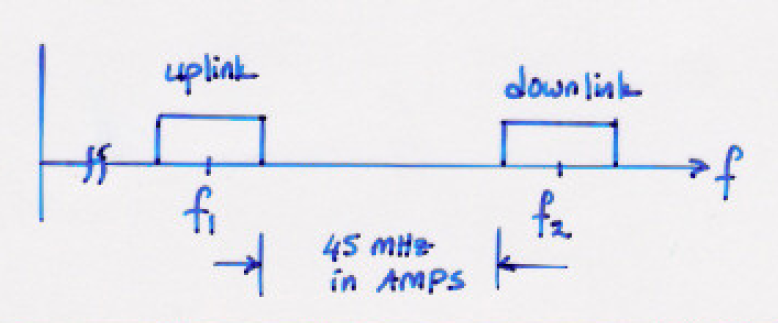 uplink
downlink
f
f₁
f₂
45 MHz
in AMPS